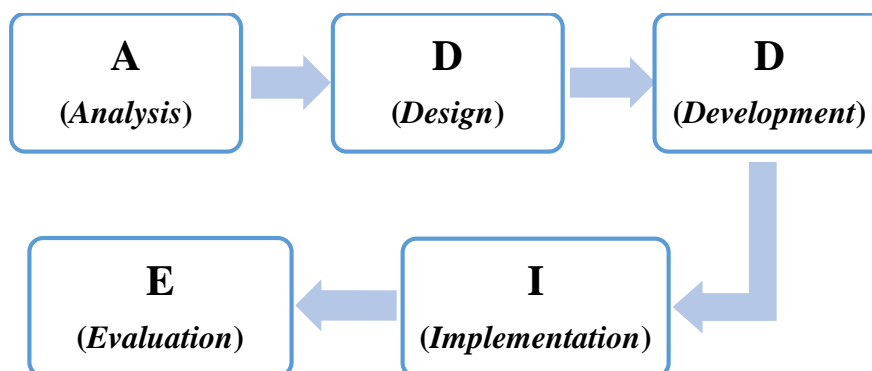 A
(Analysis)
D
(Design)
D
(Development)
I
(Implementation)
E
(Evaluation)